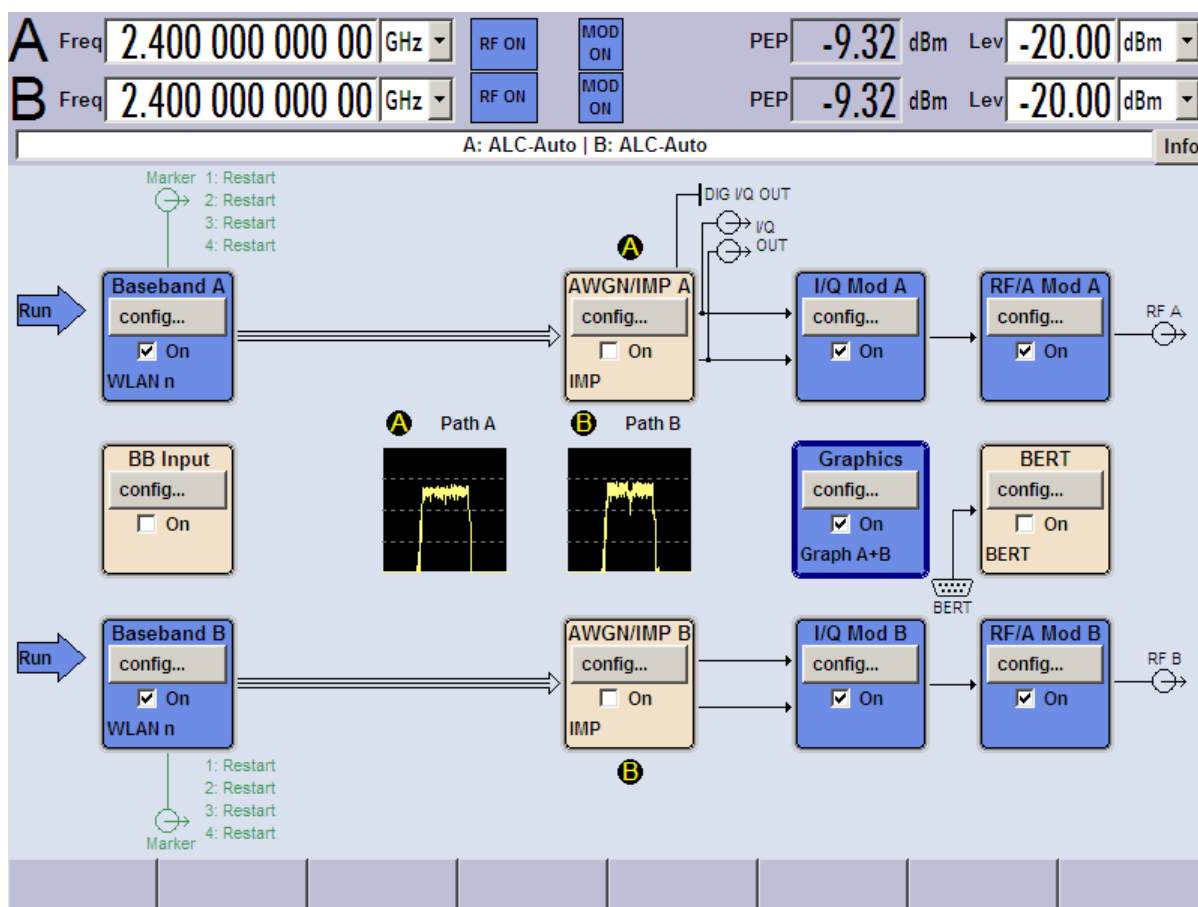 A Freq 2.400 000 000 00 GHz RF ON MOD ON PEP -9.32 dBm Lev -20.00 dBm
B Freq 2.400 000 000 00 GHz RF ON MOD ON PEP -9.32 dBm Lev -20.00 dBm
A: ALC-Auto | B: ALC-Auto Info
Marker 1: Restart
2: Restart
3: Restart
4: Restart
DIG I/Q OUT
I/Q
OUT
A
Run
Baseband A
config...
On
WLAN n
AWGN/IMP A
config...
On
IMP
I/Q Mod A
config...
On
RF/A Mod A
config...
On
RF A
A Path A
B Path B
BB Input
config...
On
Graphics
config...
On
Graph A+B
BERT
config...
On
BERT
BERT
Run
Baseband B
config...
On
WLAN n
AWGN/IMP B
config...
On
IMP
I/Q Mod B
config...
On
RF/A Mod B
config...
On
RF B
B
1: Restart
2: Restart
3: Restart
Marker 4: Restart